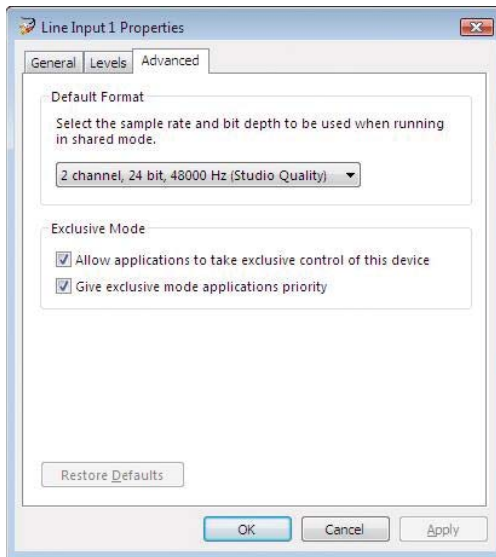 Line Input 1 Properties
General Levels Advanced
Default Format
Select the sample rate and bit depth to be used when running
in shared mode.
2 channel, 24 bit, 48000 Hz (Studio Quality)
Exclusive Mode
Allow applications to take exclusive control of this device
Give exclusive mode applications priority
Restore Defaults
OK Cancel Apply